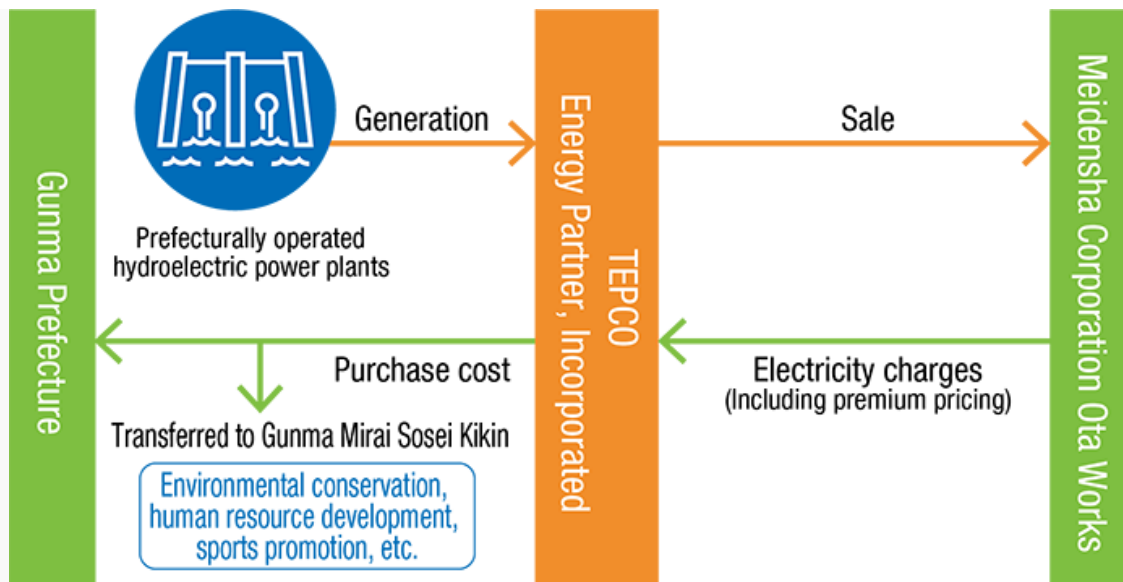 Gunma Prefecture
Generation
Prefecturally operated
hydroelectric power plants
Purchase cost
Transferred to Gunma Mirai Sosei Kikin
Environmental conservation,
human resource development,
sports promotion, etc.
TEPCO
Energy Partner, Incorporated
Sale
Electricity charges
(Including premium pricing)
Meidensha Corporation Ota Works